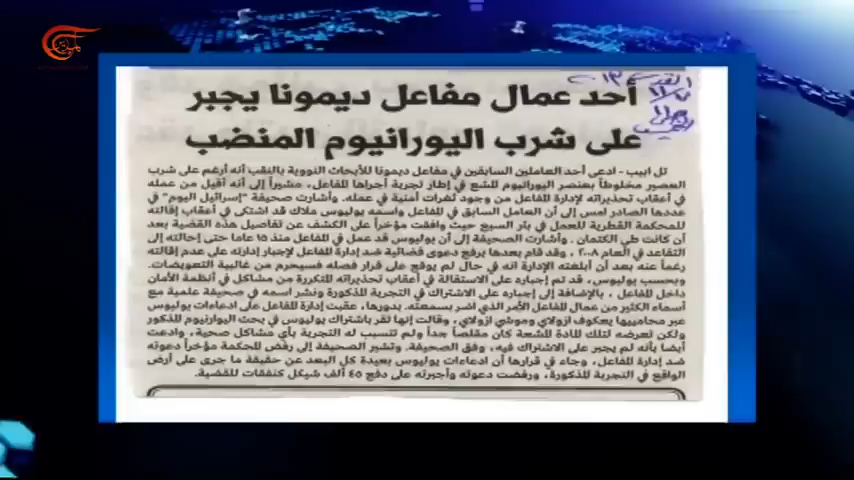 القدس
أحد عمال مفاعل ديمونا يجبر
على شرب اليورانيوم المنضب
تل ابيب - ادعى أحد العاملين السابقين في مفاعل ديمونا للأبحاث النووية بالنقب أنه أرغم على شرب
العصير مخلوطاً بعنصر اليورانيوم المشع في إطار تجربة أجراها المفاعل، مشيراً إلى أنه أقيل من عمله
في أعقاب تحذيراته لإدارة المفاعل من وجود ثغرات أمنية في عمله. وأشارت صحيفة "إسرائيل اليوم" في
عددها الصادر امس إلى أن العامل السابق في المفاعل واسمه يوليوس ملاك قد اشتكى في أعقاب إقالته
للمحكمة القطرية للعمل في بئر السبع حيث وافقت مؤخراً على الكشف عن تفاصيل هذه القضية بعد
أن كانت طي الكتمان. وأشارت الصحيفة إلى أن يوليوس قد عمل في المفاعل منذ ١٥ عاما حتى إحالته إلى
التقاعد في العام ٢٠٠٨، وقد قام بعدها برفع دعوى قضائية ضد إدارة المفاعل لإجبار إدارته على عدم إقالته
رغماً عنه بعد أن أبلغته الإدارة انه في حال لم يوقع على قرار فصله فسيحرم من غالبية التعويضات.
وبحسب يوليوس، قد تم إجباره على الاستقالة في أعقاب تحذيراته المتكررة من مشاكل في أنظمة الأمان
داخل المفاعل، بالإضافة إلى إجباره على الاشتراك في التجربة المذكورة ونشر اسمه في صحيفة علمية مع
أسماء الكثير من عمال المفاعل الأمر الذي اضر بسمعته. بدورها، عقبت إدارة المفاعل على ادعاءات يوليوس
عبر محامييها يعكوف ازولاي وموشي ازولاي، وقالت إنها تقر باشتراك يوليوس في بحث اليورانيوم المذكور
ولكن تعرضه لتلك المادة المشعة كان مقلصاً جداً ولم تتسبب له التجربة بأي مشاكل صحية، وادعت
أيضا بأنه لم يجبر على الاشتراك فيه، وفق الصحيفة. وتشير الصحيفة إلى رفض المحكمة مؤخراً دعوته
ضد إدارة المفاعل، وجاء في قرارها أن ادعاءات يوليوس بعيدة كل البعد عن حقيقة ما جرى على أرض
الواقع في التجربة المذكورة، ورفضت دعوته وأجبرته على دفع ٤٥ ألف شيكل كنفقات للقضية.